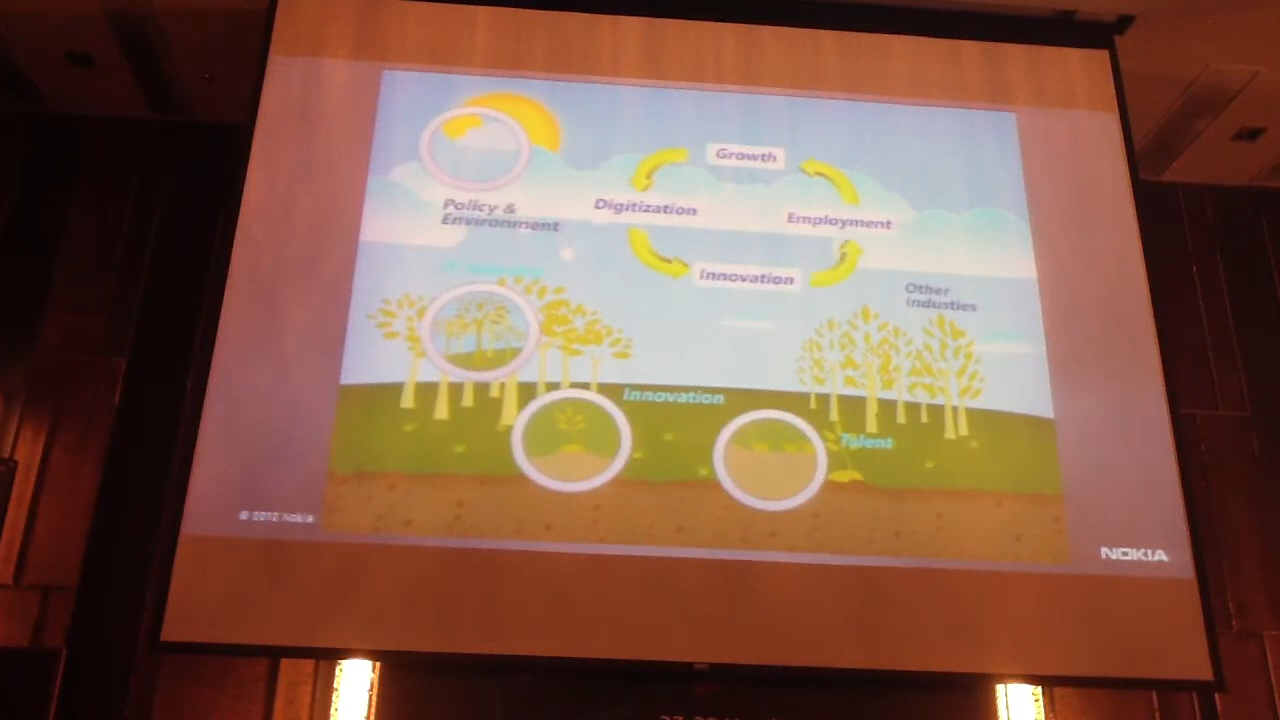 Growth
Policy &
Environment
Digitization
Employment
Innovation
Other
industies
Innovation
Talent
© 2012 Nokia
NOKIA